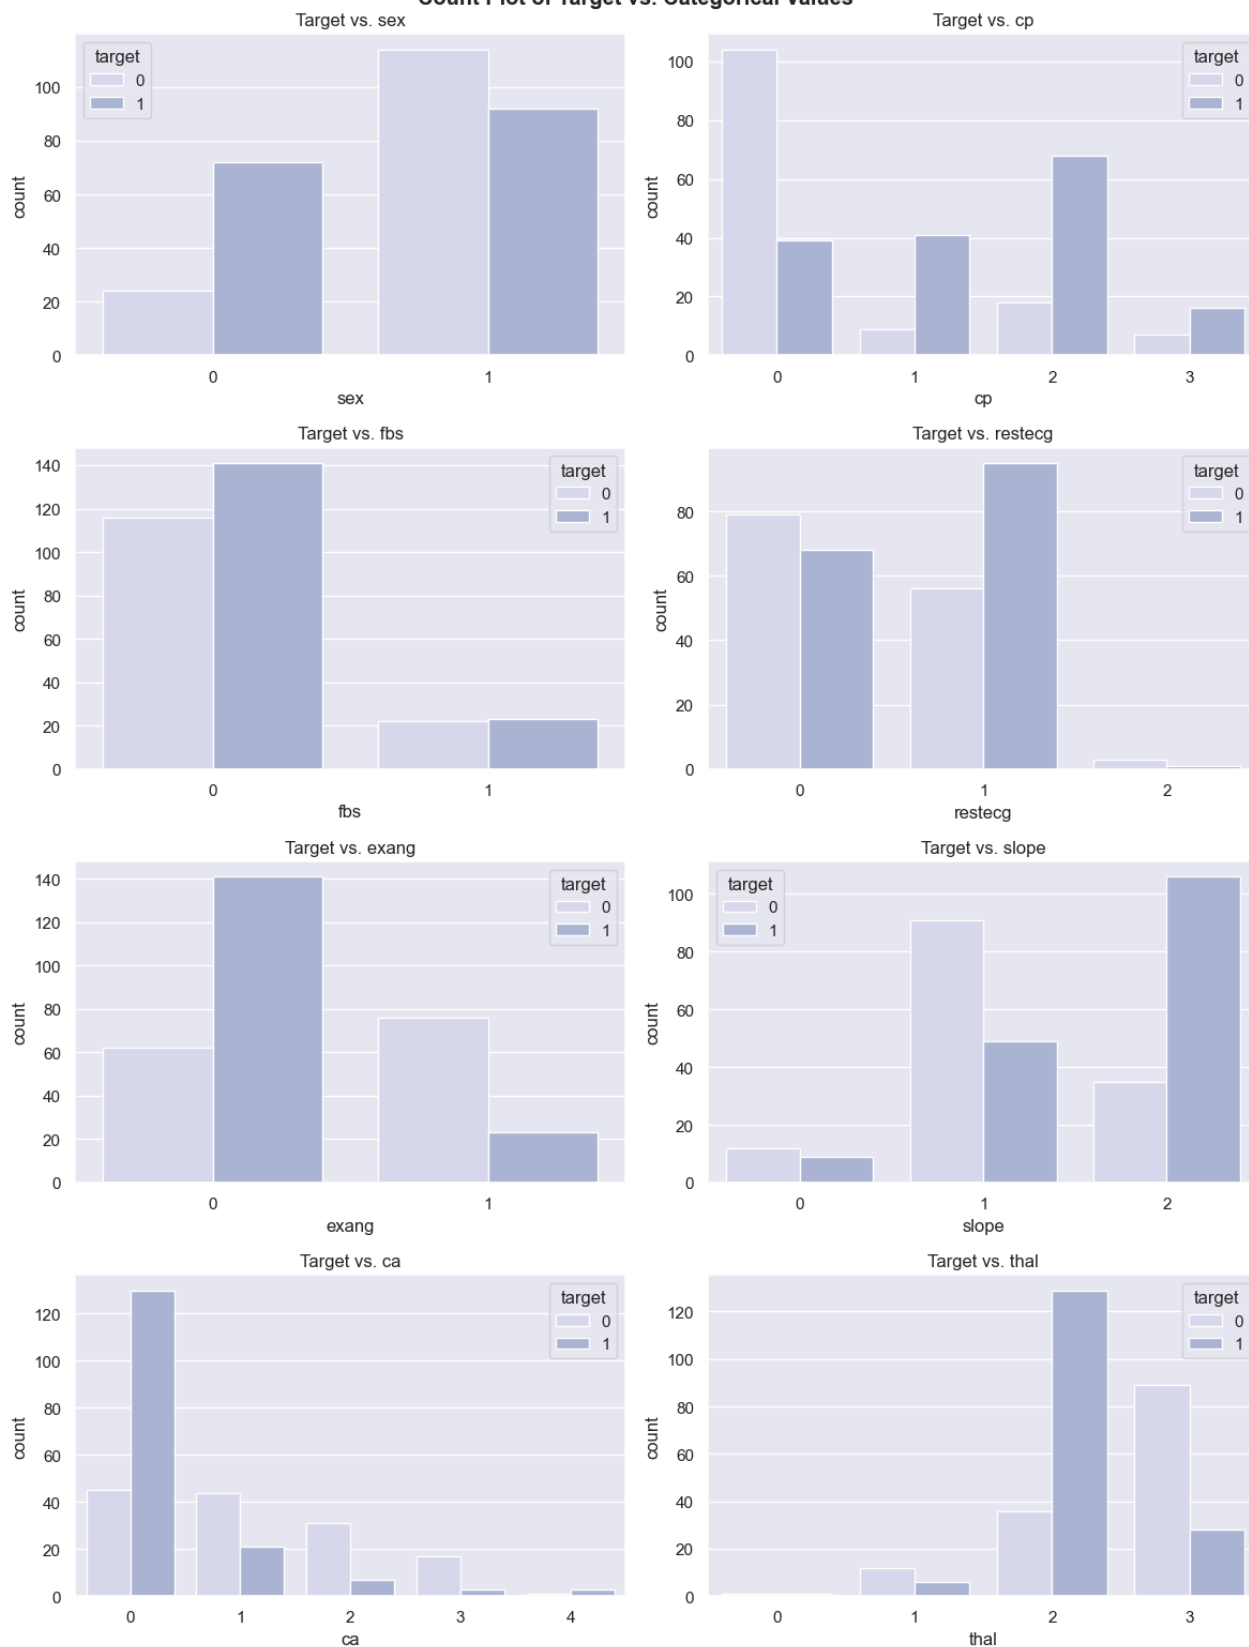 Count Plot of Target vs. Categorical Values
Target vs. sex
target
0
1
100
80
60
40
20
0
count
0 1
sex
Target vs. cp
target
0
1
100
80
60
40
20
0
count
0 1 2 3
cp
Target vs. fbs
target
0
1
140
120
100
80
60
40
20
0
count
0 1
fbs
Target vs. restecg
target
0
1
80
60
40
20
0
count
0 1 2
restecg
Target vs. exang
target
0
1
140
120
100
80
60
40
20
0
count
0 1
exang
Target vs. slope
target
0
1
100
80
60
40
20
0
count
0 1 2
slope
Target vs. ca
target
0
1
120
100
80
60
40
20
0
count
0 1 2 3 4
ca
Target vs. thal
target
0
1
120
100
80
60
40
20
0
count
0 1 2 3
thal